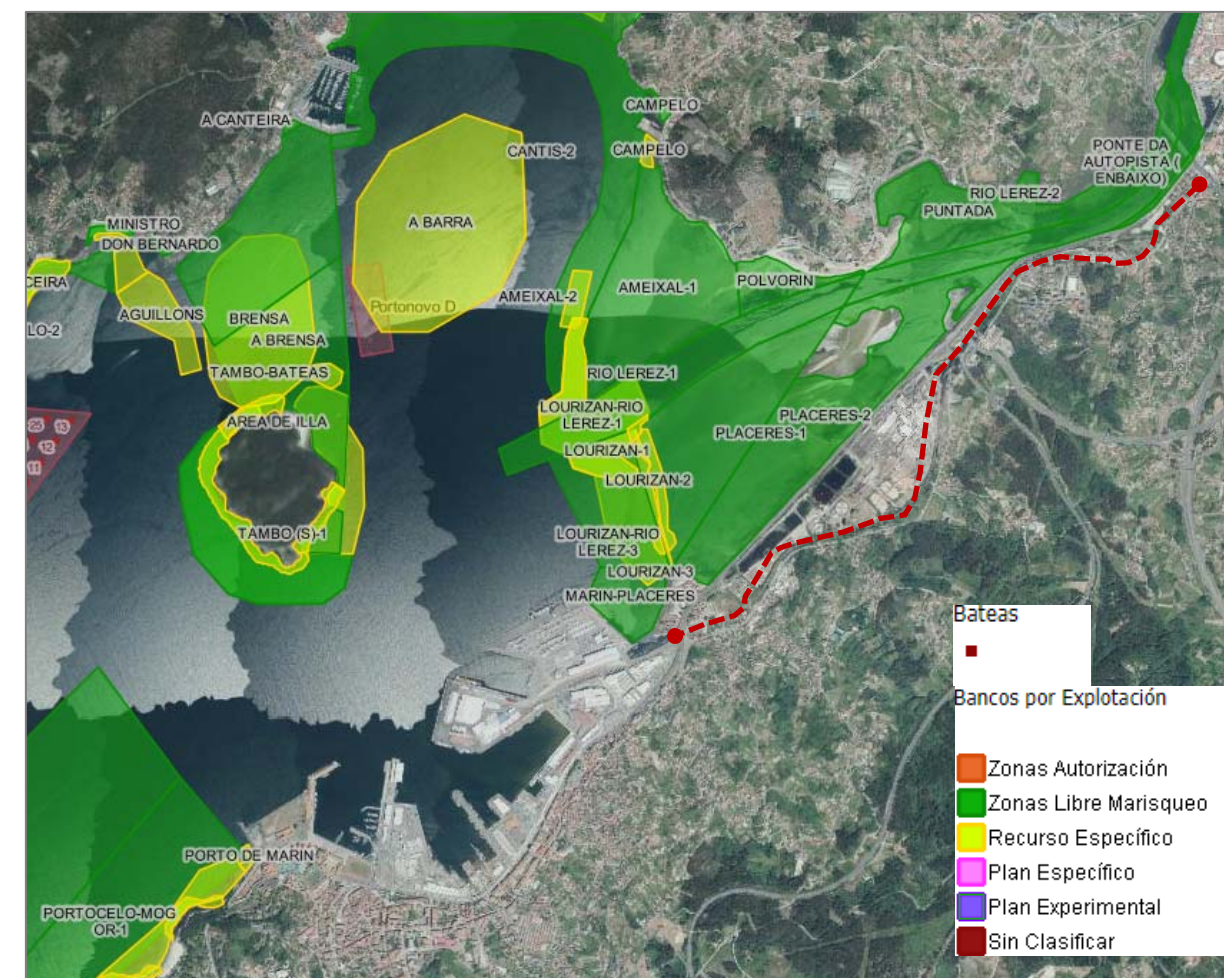 CAMPELO
A CANTEIRA
CANTIS-2
CAMPELO
PONTE DA
AUTOPISTA (
ENBAIXO)
RIO LEREZ-2
PUNTADA
MINISTRO
DON BERNARDO
A BARRA
CEIRA
POLVORIN
AMEIXAL-1
AMEIXAL-2
Portonovo D
AGUILLONS
BRENSA
LO-2
A BRENSA
TAMBO-BATEAS
RIO LEREZ-1
LOURIZAN-RIO
LEREZ-1
PLACERES-2
PLACERES-1
AREA DE ILLA
25
13
12
11
LOURIZAN-1
LOURIZAN-2
TAMBO (S)-1
LOURIZAN-RIO
LEREZ-3
LOURIZAN-3
MARIN-PLACERES
PORTO DE MARIN
PORTOCELO-MOG
OR-1
Bateas
Bancos por Explotación
Zonas Autorización
Zonas Libre Marisqueo
Recurso Específico
Plan Específico
Plan Experimental
Sin Clasificar